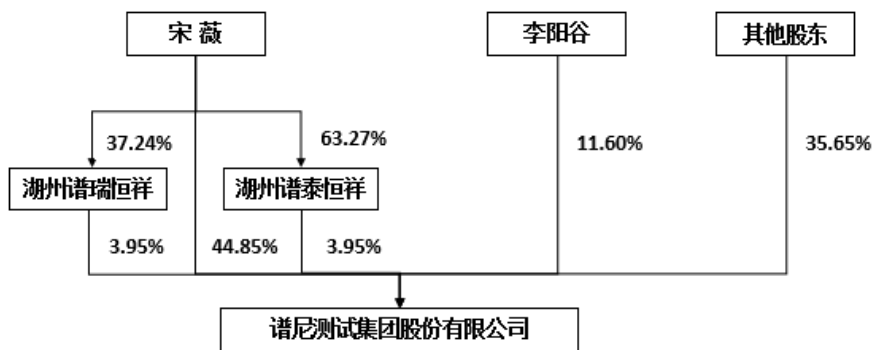 宋 薇
李阳谷
其他股东
37.24%
63.27%
11.60%
35.65%
湖州谱瑞恒祥
湖州谱泰恒祥
3.95%
44.85%
3.95%
谱尼测试集团股份有限公司